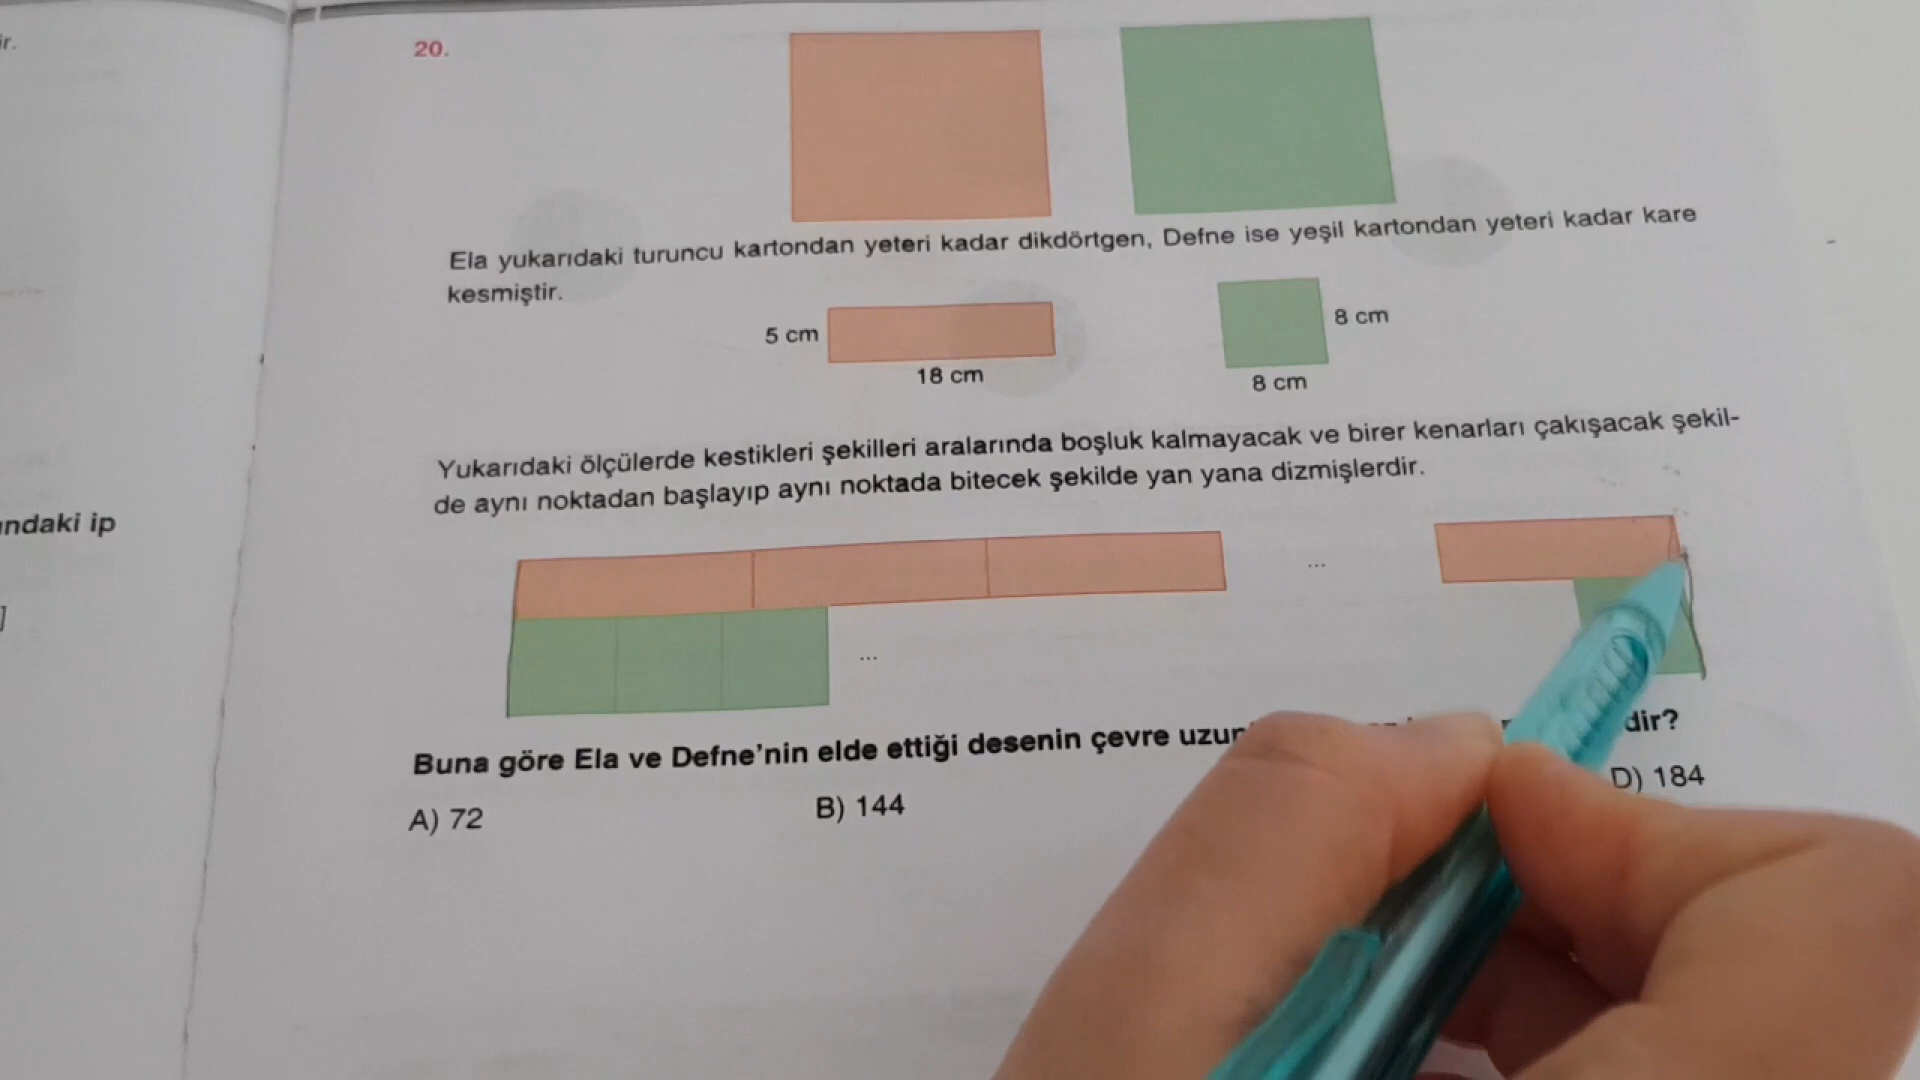 ir.
20.
Ela yukarıdaki turuncu kartondan yeteri kadar dikdörtgen, Defne ise yeşil kartondan yeteri kadar kare
kesmiştir.
5 cm
8 cm
18 cm
8 cm
Yukarıdaki ölçülerde kestikleri şekilleri aralarında boşluk kalmayacak ve birer kenarları çakışacak şekil-
de aynı noktadan başlayıp aynı noktada bitecek şekilde yan yana dizmişlerdir.
ındaki ip
...
]
...
Buna göre Ela ve Defne'nin elde ettiği desenin çevre dir?
A) 72
B) 144
D) 184